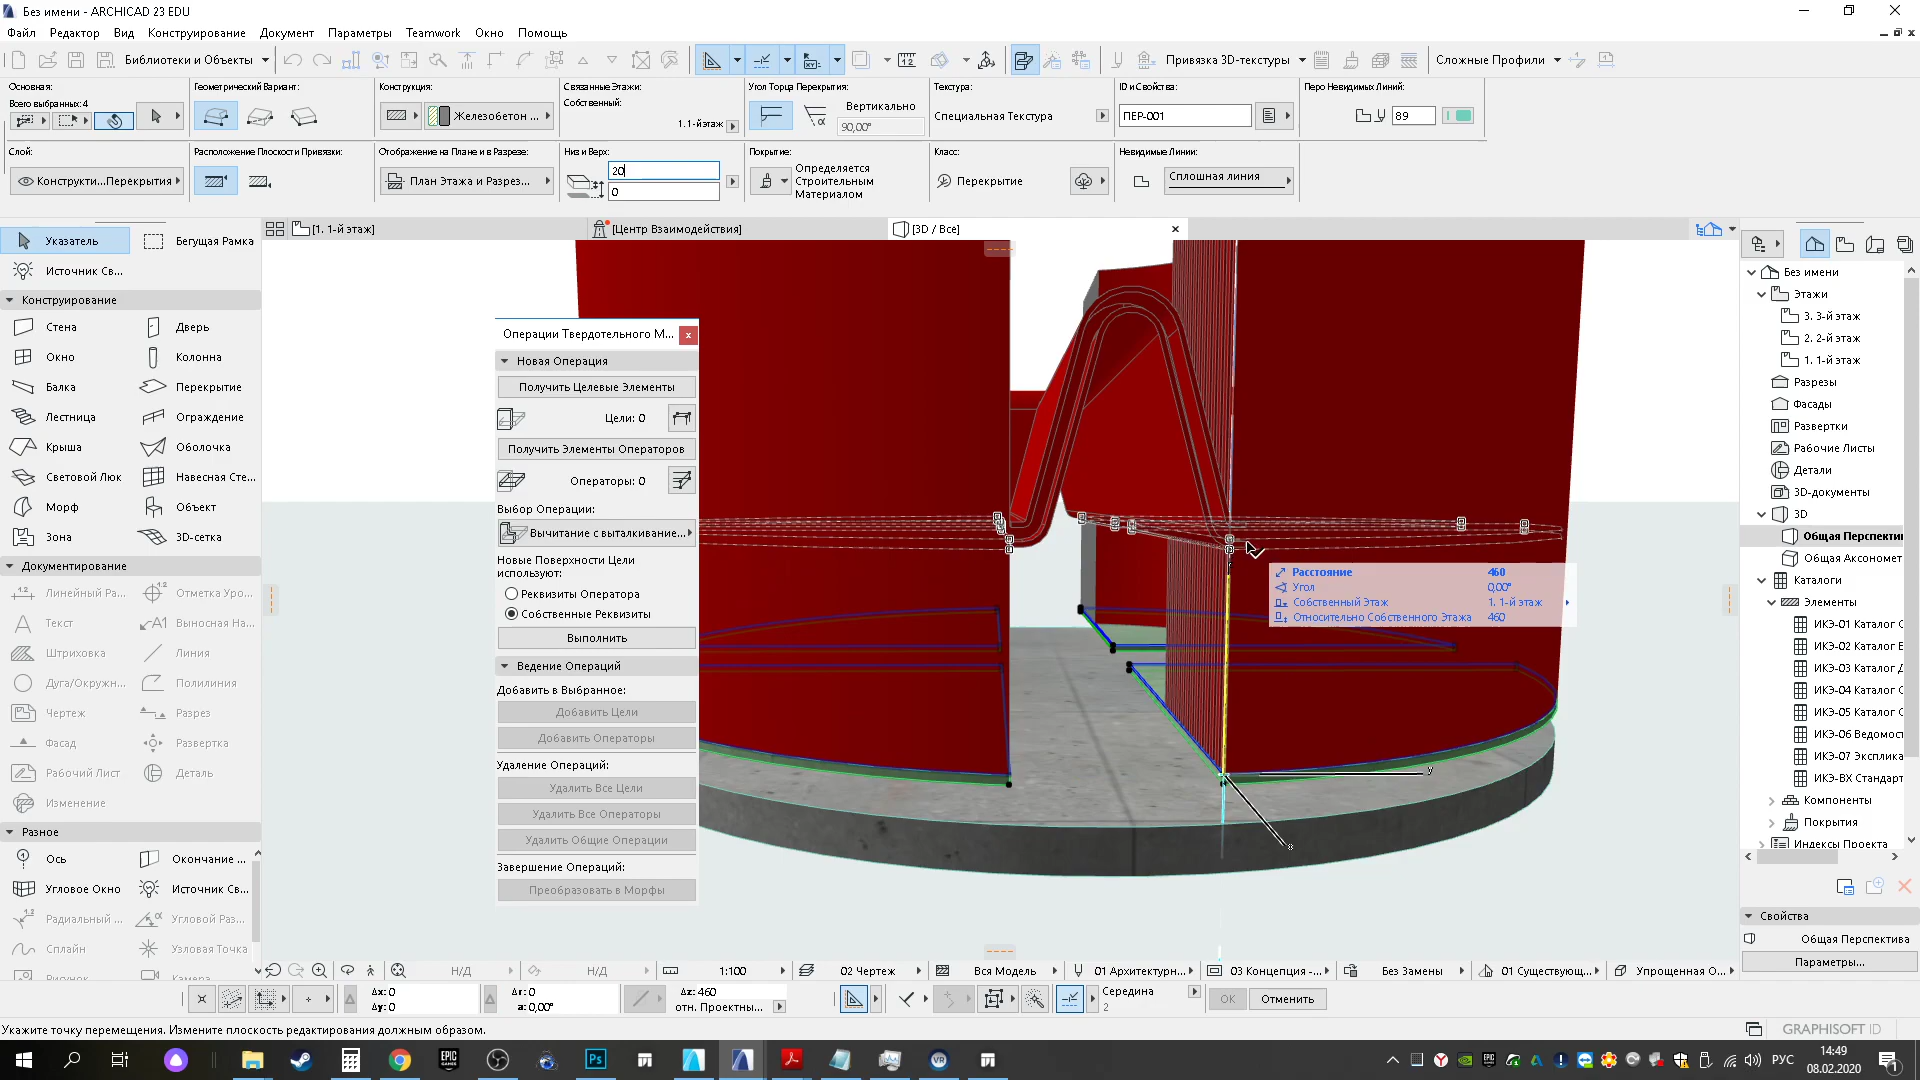 Без имени - ARCHICAD 23 EDU
Файл Редактор Вид Конструирование Документ Параметры Teamwork Окно Помощь
Библиотеки и Объекты
Привязка 3D-текстуры
Сложные Профили
Основная: Геометрический Вариант: Конструкция: Связанные Этажи: Угол Торца Перекрытия: Текстура: ID и Свойства: Перо Невидимых Линий:
Всего выбранных: 4
Железобетон ...
Собственный:
1.1-йэтаж
Вертикально
90,00°
Специальная Текстура
ПЕР-001
89
Слой: Расположение Плоскости Привязки: Отображение на Плане и в Разрезе: Низ и Верх: Покрытие: Класс: Невидимые Линии:
Конструкти...Перекрытия
План Этажа и Разрез...
20
0
Определяется
Строительным
Материалом
Перекрытие
Сплошная линия
[1. 1-й этаж] [Центр Взаимодействия] [3D / Все]
Указатель Бегущая Рамка
Источник Св...
Конструирование
Стена Дверь
Окно Колонна
Балка Перекрытие
Лестница Ограждение
Крыша Оболочка
Световой Люк Навесная Сте...
Морф Объект
Зона 3D-сетка
Документирование
Линейный Ра... Отметка Уро...
Текст Выносная На...
Штриховка Линия
Дуга/Окружн... Полилиния
Чертеж Разрез
Фасад Развертка
Рабочий Лист Деталь
Изменение
Разное
Ось Окончание ...
Угловое Окно Источник Св...
Радиальный ... Угловой Раз...
Сплайн Узловая Точка
Рисунок Камера
Операции Твердотельного М...
Новая Операция
Получить Целевые Элементы
Цели: 0
Получить Элементы Операторов
Операторы: 0
Выбор Операции:
Вычитание с выталкивание...
Новые Поверхности Цели
используют:
Реквизиты Оператора
Собственные Реквизиты
Выполнить
Ведение Операций
Добавить в Выбранное:
Добавить Цели
Добавить Операторы
Удаление Операций:
Удалить Все Цели
Удалить Все Операторы
Удалить Общие Операции
Завершение Операций:
Преобразовать в Морфы
Расстояние 460
Угол 0,00°
Собственный Этаж 1. 1-й этаж
Относительно Собственного Этажа 460
y
x
Без имени
Этажи
3. 3-й этаж
2. 2-й этаж
1. 1-й этаж
Разрезы
Фасады
Развертки
Рабочие Листы
Детали
3D-документы
3D
Общая Перспекти
Общая Аксономет
Каталоги
Элементы
ИКЭ-01 Каталог С
ИКЭ-02 Каталог Е
ИКЭ-03 Каталог Д
ИКЭ-04 Каталог С
ИКЭ-05 Каталог С
ИКЭ-06 Ведомост
ИКЭ-07 Эксплика
ИКЭ-ВХ Стандарт
Компоненты
Покрытия
Индексы Проекта
Свойства
Общая Перспектива
Параметры...
Н/Д Н/Д 1:100 02 Чертеж Вся Модель 01 Архитектурн... 03 Концепция -... Без Замены 01 Существующ... Упрощенная О...
Δx: 0
Δy: 0
Δr: 0
a: 0,00°
Δz: 460
отн. Проектны...
Середина
2
OK
Отменить
Укажите точку перемещения. Измените плоскость редактирования должным образом.
GRAPHISOFT ID
EPIC GAMES
Ps
VR
РУС
14:49
08.02.2020
1